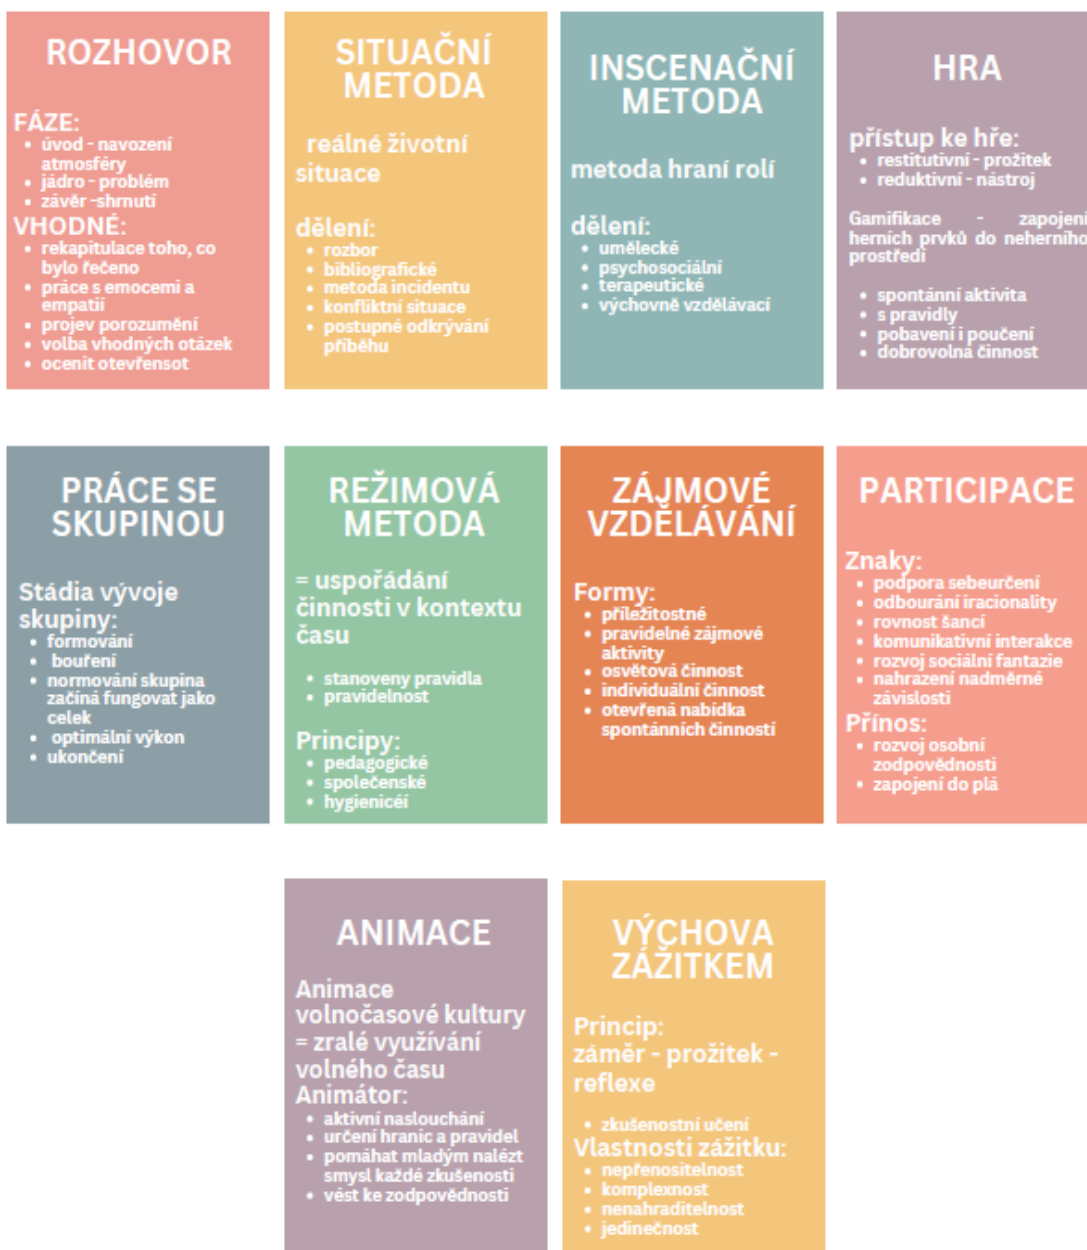 ROZHOVOR
FÁZE:
• úvod - navození
atmosféry
• jádro - problém
• závěr -shrnutí
VHODNÉ:
• rekapitulace toho, co
bylo řečeno
• práce s emocemi a
empatií
• projev porozumění
• volba vhodných otázek
• ocenit otevřensot
SITUAČNÍ
METODA
reálné životní
situace
dělení:
• rozbor
• bibliografické
• metoda incidentu
• konfliktní situace
• postupné odkrývání
příběhu
INSCENAČNÍ
METODA
metoda hraní rolí
dělení:
• umělecké
• psychosociální
• terapeutické
• výchovně vzdělávací
HRA
přístup ke hře:
• restitutivní - prožitek
• reduktivní - nástroj
Gamifikace - zapojení
herních prvků do neherního
prostředí
• spontánní aktivita
• s pravidly
• pobavení i poučení
• dobrovolna činnost
PRÁCE SE
SKUPINOU
Stádia vývoje
skupiny:
• formování
• bouření
• normování skupina
začíná fungovat jako
celek
• optimální výkon
• ukončení
REŽIMOVÁ
METODA
= uspořádání
činnosti v kontextu
času
• stanoveny pravidla
• pravidelnost
Principy:
• pedagogické
• společenské
• hygienicéí
ZÁJMOVÉ
VZDĚLÁVÁNÍ
Formy:
• příležitostné
• pravidelné zájmové
aktivity
• osvětová činnost
• individuální činnost
• otevřená nabídka
spontánních činností
PARTICIPACE
Znaky:
• podpora sebeurčení
• odbourání iracionality
• rovnost šancí
• komunikativní interakce
• rozvoj sociální fantazie
• nahrazení nadměrné
závislosti
Přínos:
• rozvoj osobní
zodpovědnosti
• zapojení do plá
ANIMACE
Animace
volnočasové kultury
= zralé využívání
volného času
Animátor:
• aktivní naslouchání
• určení hranic a pravidel
• pomáhat mladým nalézt
smysl každé zkušenosti
• vést ke zodpovědnosti
VÝCHOVA
ZÁŽITKEM
Princip:
záměr - prožitek -
reflexe
• zkušenostní učení
Vlastnosti zážitku:
• nepřenositelnost
• komplexnost
• nenahraditelnost
• jedinečnost